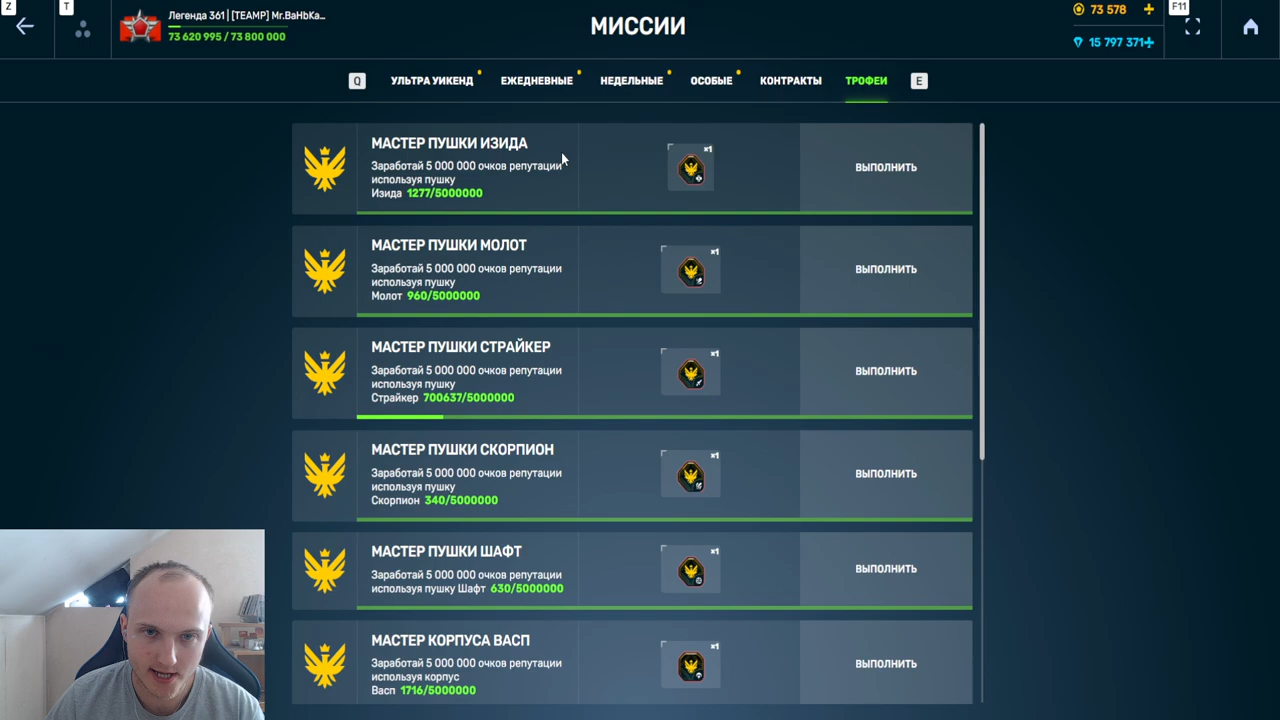 Z
T
Легенда 361 | [TEAMP] Mr.BaHbKa...
73 620 995 / 73 800 000
МИССИИ
73 578
15 797 371
F11
Q
УЛЬТРА УИКЕНД
ЕЖЕДНЕВНЫЕ
НЕДЕЛЬНЫЕ
ОСОБЫЕ
КОНТРАКТЫ
ТРОФЕИ
E
МАСТЕР ПУШКИ ИЗИДА
Заработай 5 000 000 очков репутации
используя пушку
Изида 1277/5000000
×1
ВЫПОЛНИТЬ
МАСТЕР ПУШКИ МОЛОТ
Заработай 5 000 000 очков репутации
используя пушку
Молот 960/5000000
×1
ВЫПОЛНИТЬ
МАСТЕР ПУШКИ СТРАЙКЕР
Заработай 5 000 000 очков репутации
используя пушку
Страйкер 700637/5000000
×1
ВЫПОЛНИТЬ
МАСТЕР ПУШКИ СКОРПИОН
Заработай 5 000 000 очков репутации
используя пушку
Скорпион 340/5000000
×1
ВЫПОЛНИТЬ
МАСТЕР ПУШКИ ШАФТ
Заработай 5 000 000 очков репутации
используя пушку Шафт 630/5000000
×1
ВЫПОЛНИТЬ
МАСТЕР КОРПУСА ВАСП
Заработай 5 000 000 очков репутации
используя корпус
Васп 1716/5000000
×1
ВЫПОЛНИТЬ